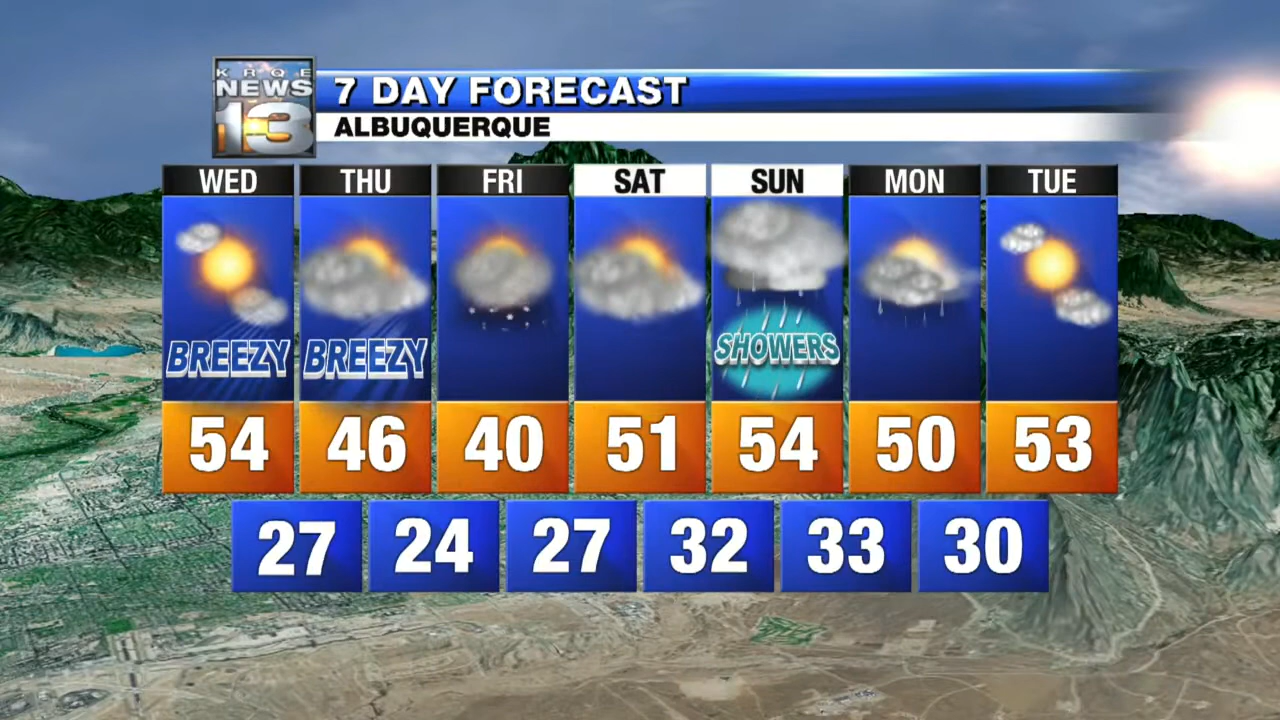 KRQE
NEWS
13
7 DAY FORECAST
ALBUQUERQUE
WED THU FRI SAT SUN MON TUE
BREEZY BREEZY SHOWERS
54 46 40 51 54 50 53
27 24 27 32 33 30